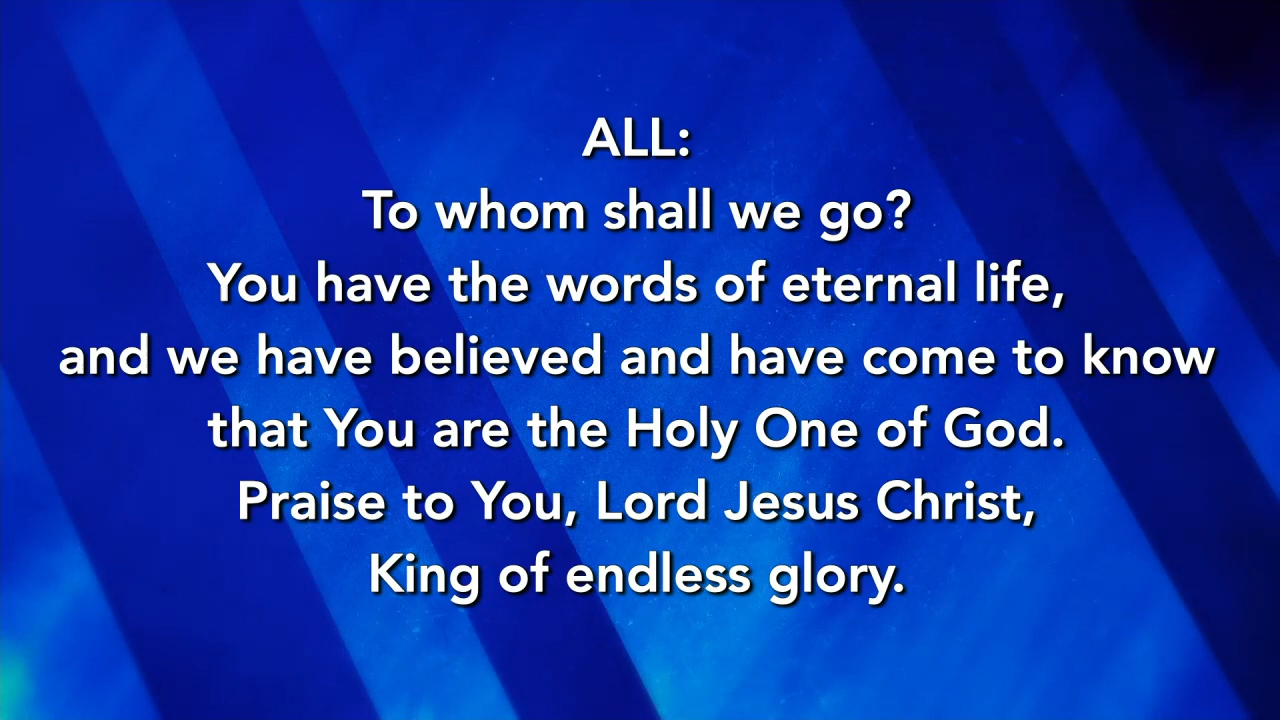 ALL:
To whom shall we go?
You have the words of eternal life,
and we have believed and have come to know
that You are the Holy One of God.
Praise to You, Lord Jesus Christ,
King of endless glory.